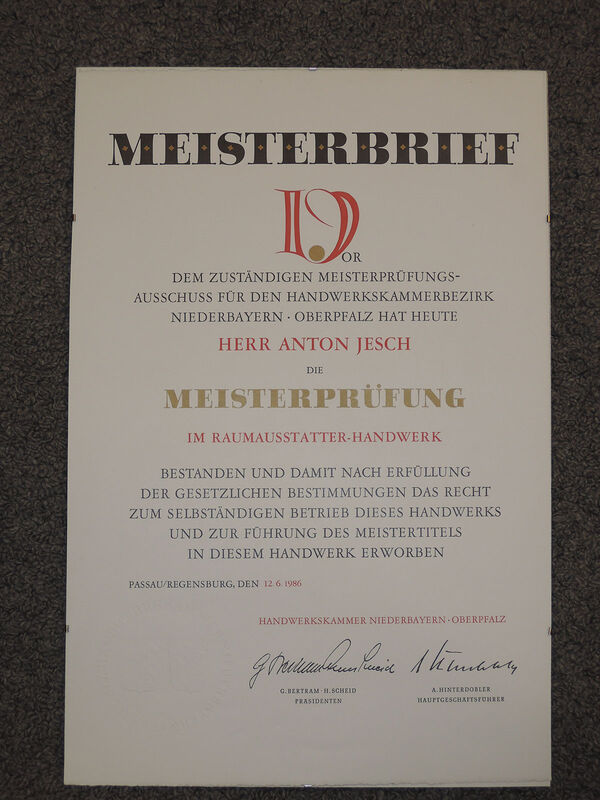 MEISTERBRIEF
VOR
DEM ZUSTÄNDIGEN MEISTERPRÜFUNGS-
AUSSCHUSS FÜR DEN HANDWERKSKAMMERBEZIRK
NIEDERBAYERN · OBERPFALZ HAT HEUTE
HERR ANTON JESCH
DIE
MEISTERPRÜFUNG
IM RAUMAUSSTATTER-HANDWERK
BESTANDEN UND DAMIT NACH ERFÜLLUNG
DER GESETZLICHEN BESTIMMUNGEN DAS RECHT
ZUM SELBSTÄNDIGEN BETRIEB DIESES HANDWERKS
UND ZUR FÜHRUNG DES MEISTERTITELS
IN DIESEM HANDWERK ERWORBEN
PASSAU/REGENSBURG, DEN 12. 6. 1986
HANDWERKSKAMMER NIEDERBAYERN · OBERPFALZ
G. BERTRAM · H. SCHEID
PRÄSIDENTEN
A. HINTERDOBLER
HAUPTGESCHÄFTSFÜHRER